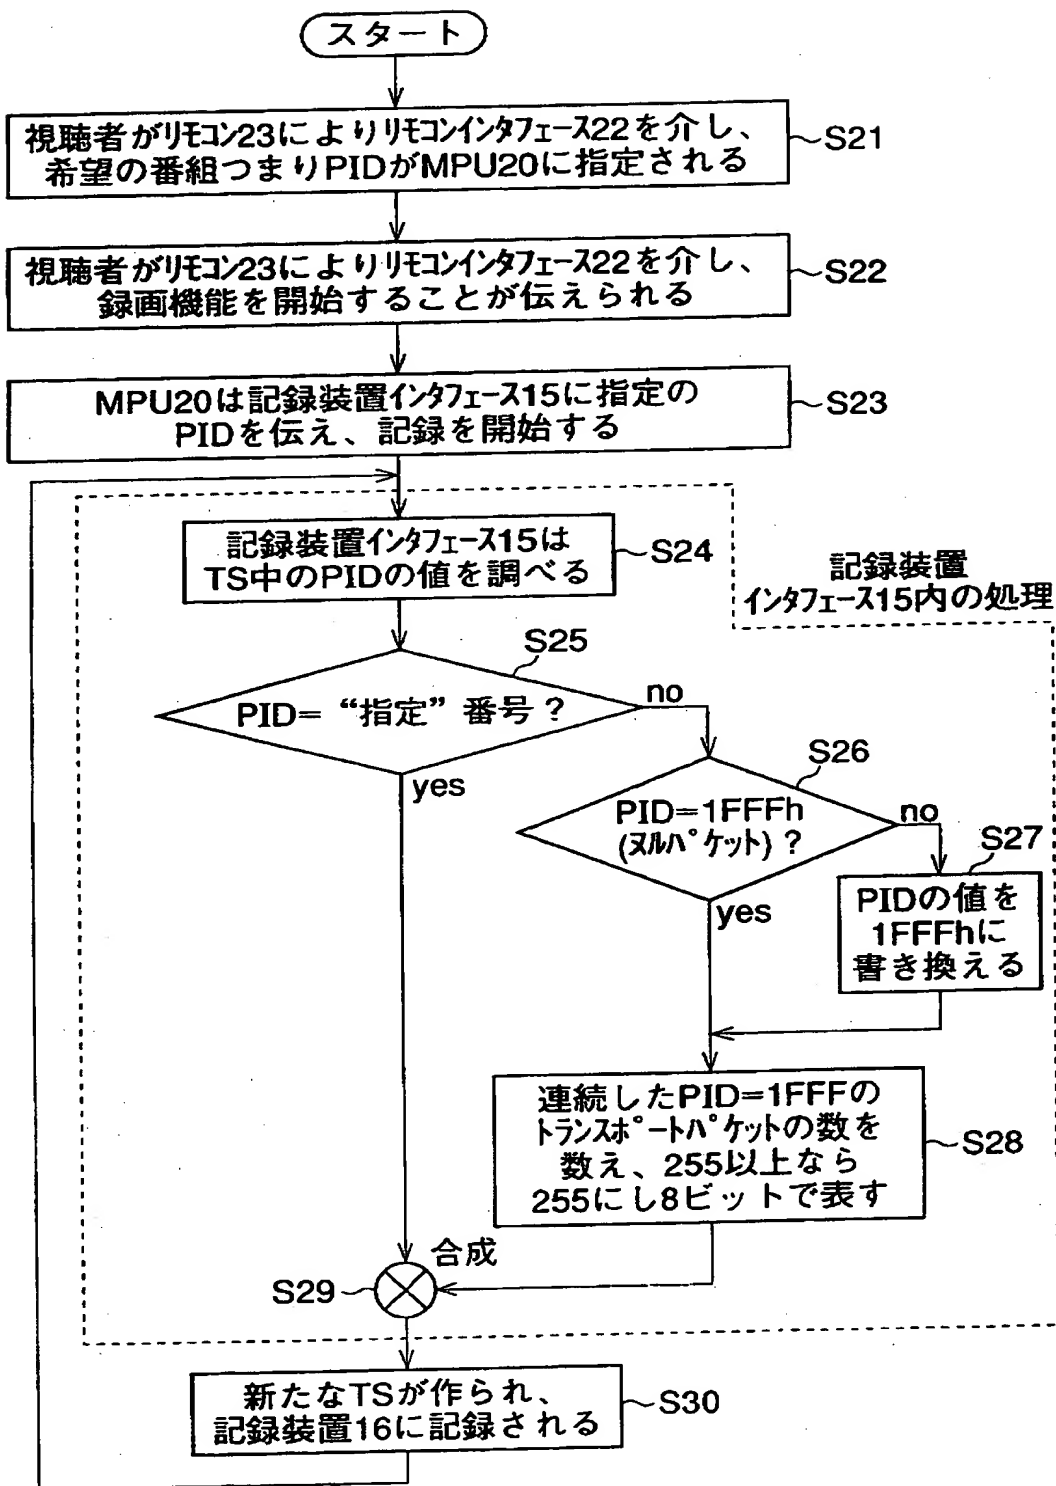 スタート
視聴者がリモコン23によりリモコンインタフェース22を介し、
希望の番組つまりPIDがMPU20に指定される
S21
視聴者がリモコン23によりリモコンインタフェース22を介し、
録画機能を開始することが伝えられる
S22
MPU20は記録装置インタフェース15に指定の
PIDを伝え、記録を開始する
S23
記録装置インタフェース15は
TS中のPIDの値を調べる
S24
記録装置
インタフェース15内の処理
S25
PID= “指定” 番号？
no
yes
S26
PID=1FFFh
(ヌルパケット)？
no
yes
S27
PIDの値を
1FFFhに
書き換える
連続したPID=1FFFの
トランスポートパケットの数を
数え、255以上なら
255にし8ビットで表す
S28
合成
S29
新たなTSが作られ、
記録装置16に記録される
S30